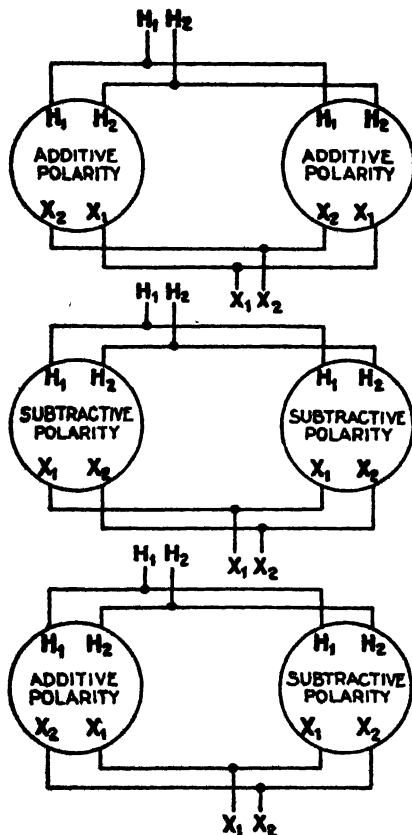 H₁ H₂
H₁ H₂ H₁ H₂
ADDITIVE POLARITY ADDITIVE POLARITY
X₂ X₁ X₂ X₁
X₁ X₂
H₁ H₂
H₁ H₂ H₁ H₂
SUBTRACTIVE POLARITY SUBTRACTIVE POLARITY
X₁ X₂ X₁ X₂
X₁ X₂
H₁ H₂
H₁ H₂ H₁ H₂
ADDITIVE POLARITY SUBTRACTIVE POLARITY
X₂ X₁ X₁ X₂
X₁ X₂